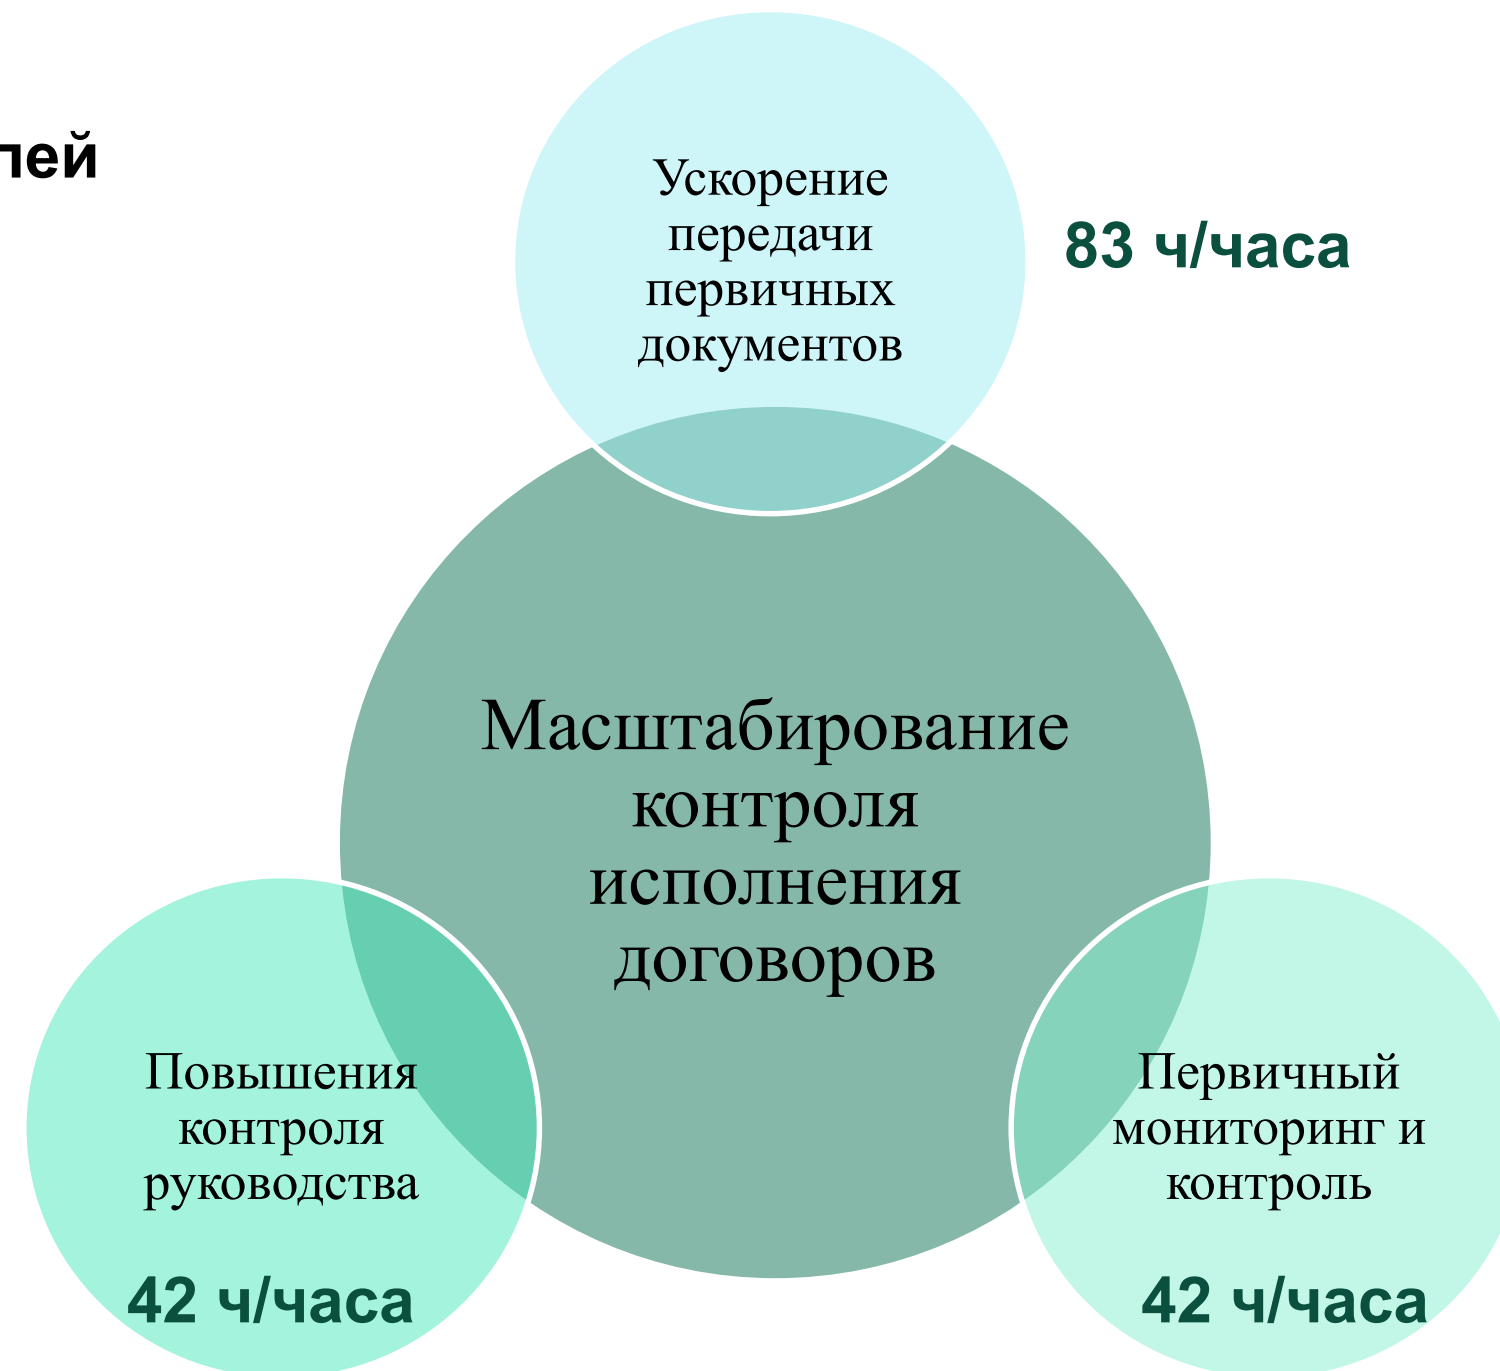 Ускорение
передачи
первичных
документов
83 ч/часа
Масштабирование
контроля
исполнения
договоров
Повышения
контроля
руководства
42 ч/часа
Первичный
мониторинг и
контроль
42 ч/часа